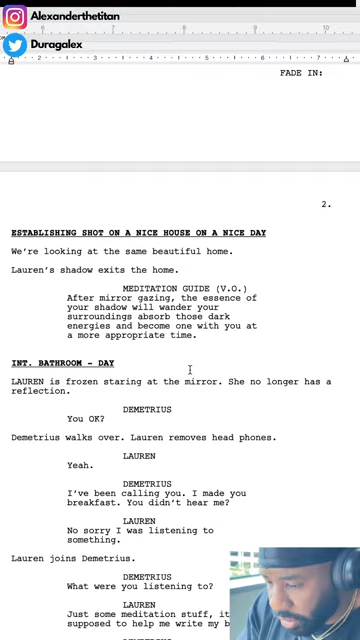 Alexanderthetitan
Duragalex
FADE IN:
2.
ESTABLISHING SHOT ON A NICE HOUSE ON A NICE DAY
We're looking at the same beautiful home.
Lauren's shadow exits the home.
MEDITATION GUIDE (V.O.)
After mirror gazing, the essence of
your shadow will wander your
surroundings absorb those dark
energies and become one with you at
a more appropriate time.
INT. BATHROOM - DAY
LAUREN is frozen staring at the mirror. She no longer has a
reflection.
DEMETRIUS
You OK?
Demetrius walks over. Lauren removes head phones.
LAUREN
Yeah.
DEMETRIUS
I've been calling you. I made you
breakfast. You didn't hear me?
LAUREN
No sorry I was listening to
something.
Lauren joins Demetrius.
DEMETRIUS
What were you listening to?
LAUREN
Just some meditation stuff, it
supposed to help me write my b